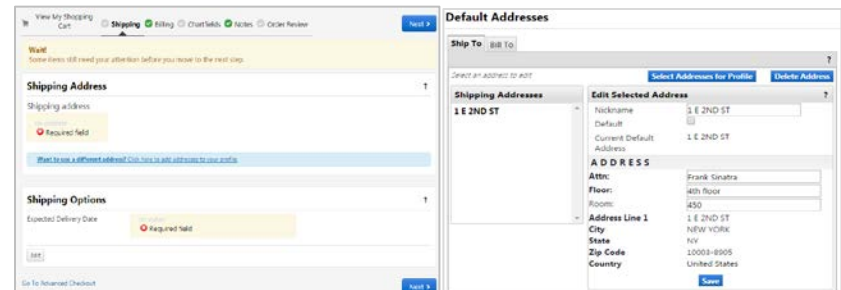 View My Shopping Cart
Shipping Billing Chartfields Notes Order Review
Next >
Wait!
Some items still need your attention before you move to the next step.
Shipping Address ?
Shipping address
no address
Required field
Want to use a different address? Click here to add addresses to your profile
Shipping Options ?
Expected Delivery Date
no value
Required field
Edit
Go To Advanced Checkout
Next >
Default Addresses
Ship To Bill To
?
Select an address to edit
Select Addresses for Profile Delete Address
Shipping Addresses
1 E 2ND ST
Edit Selected Address ?
Nickname 1 E 2ND ST
Default
Current Default Address 1 E 2ND ST
ADDRESS
Attn: Frank Sinatra
Floor: 4th floor
Room: 450
Address Line 1 1 E 2ND ST
City NEW YORK
State NY
Zip Code 10003-8905
Country United States
Save